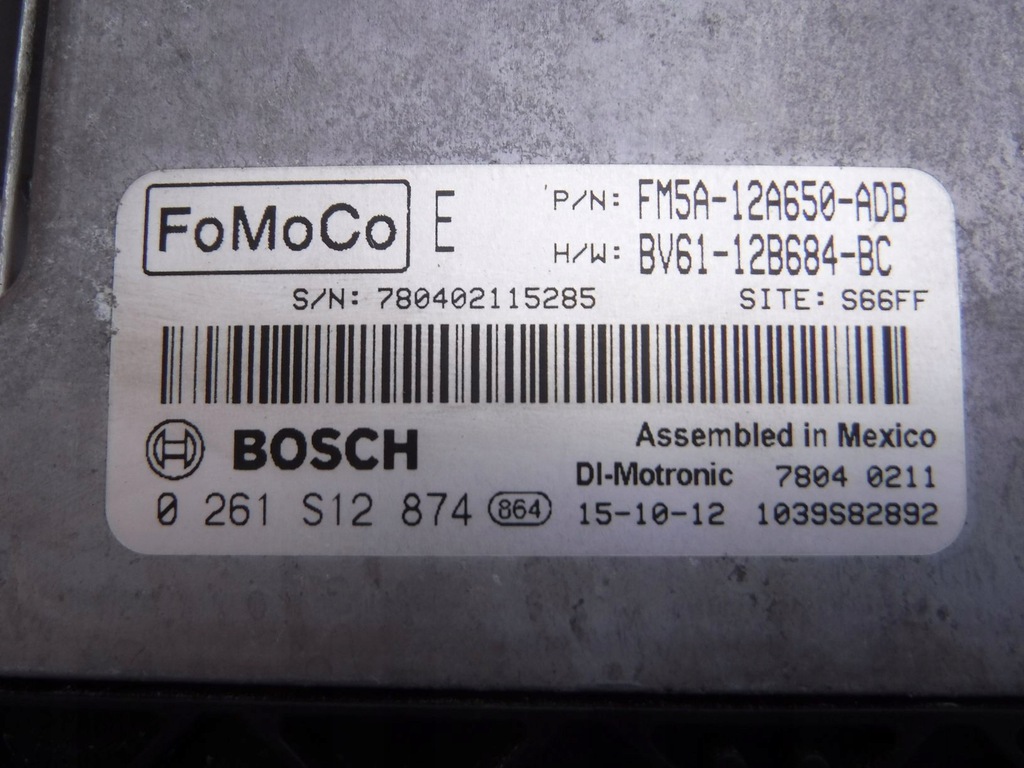 FoMoCo E P/N: FM5A-12A650-ADB
H/W: BV61-12B684-BC
S/N: 780402115285 SITE: S66FF
BOSCH Assembled in Mexico
DI-Motronic 7804 0211
0 261 S12 874 864 15-10-12 1039S82892